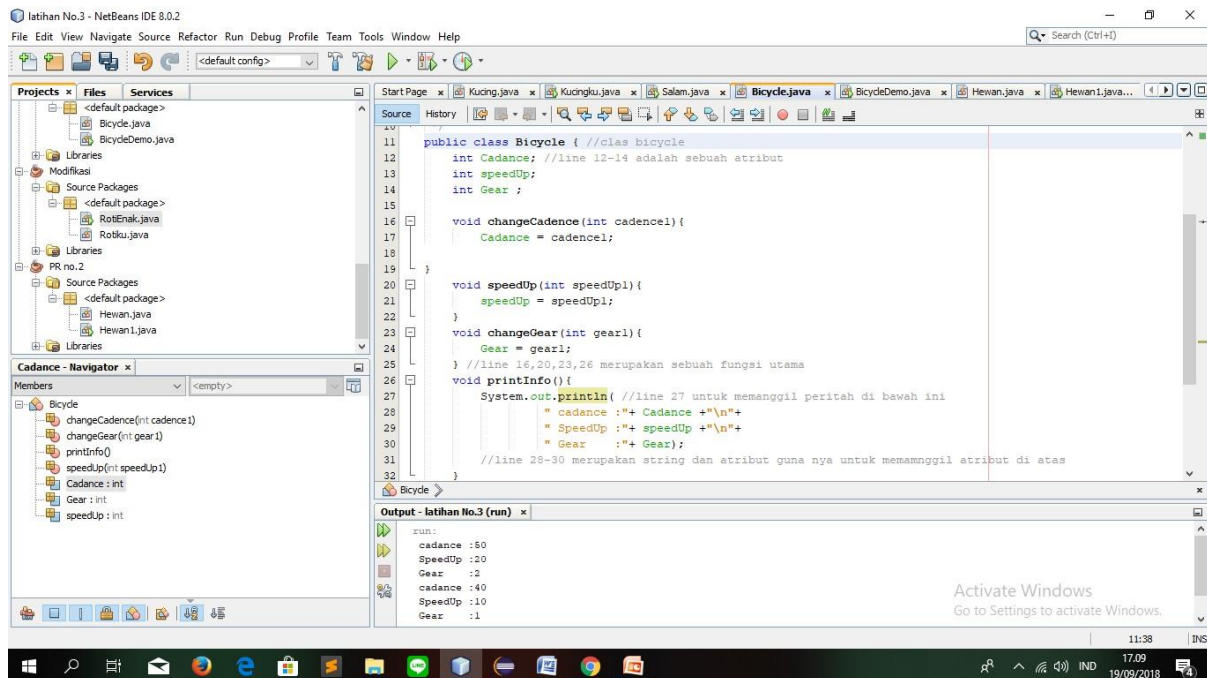 latihan No.3 - NetBeans IDE 8.0.2
File Edit View Navigate Source Refactor Run Debug Profile Team Tools Window Help
Search (Ctrl+I)
<default config>
Projects x Files Services
<default package>
Bicycle.java
BicycleDemo.java
Libraries
Modifikasi
Source Packages
<default package>
RotiEnak.java
Rotiku.java
Libraries
PR no.2
Source Packages
<default package>
Hewan.java
Hewan1.java
Libraries
Cadance - Navigator x
Members <empty>
Bicycle
changeCadence(int cadence1)
changeGear(int gear1)
printInfo()
speedUp(int speedUp1)
Cadance : int
Gear : int
speedUp : int
Start Page x Kucing.java x Kucingku.java x Salam.java x Bicycle.java x BicycleDemo.java x Hewan.java x Hewan1.java...
Source History
10
11 public class Bicycle { //clas bicycle
12 int Cadance; //line 12-14 adalah sebuah atribut
13 int speedUp;
14 int Gear ;
15
16 void changeCadence(int cadence1){
17 Cadance = cadence1;
18
19 }
20 void speedUp(int speedUp1){
21 speedUp = speedUp1;
22 }
23 void changeGear(int gear1){
24 Gear = gear1;
25 } //line 16,20,23,26 merupakan sebuah fungsi utama
26 void printInfo(){
27 System.out.println( //line 27 untuk memanggil peritah di bawah ini
28 " cadance :"+ Cadance +"\n"+
29 " SpeedUp :"+ speedUp +"\n"+
30 " Gear    :"+ Gear);
31 //line 28-30 merupakan string dan atribut guna nya untuk memamnggil atribut di atas
32 }
Bicycle
Output - latihan No.3 (run) x
run:
cadance :50
SpeedUp :20
Gear    :2
cadance :40
SpeedUp :10
Gear    :1
Activate Windows
Go to Settings to activate Windows.
11:38 INS
IND
17.09
19/09/2018
4